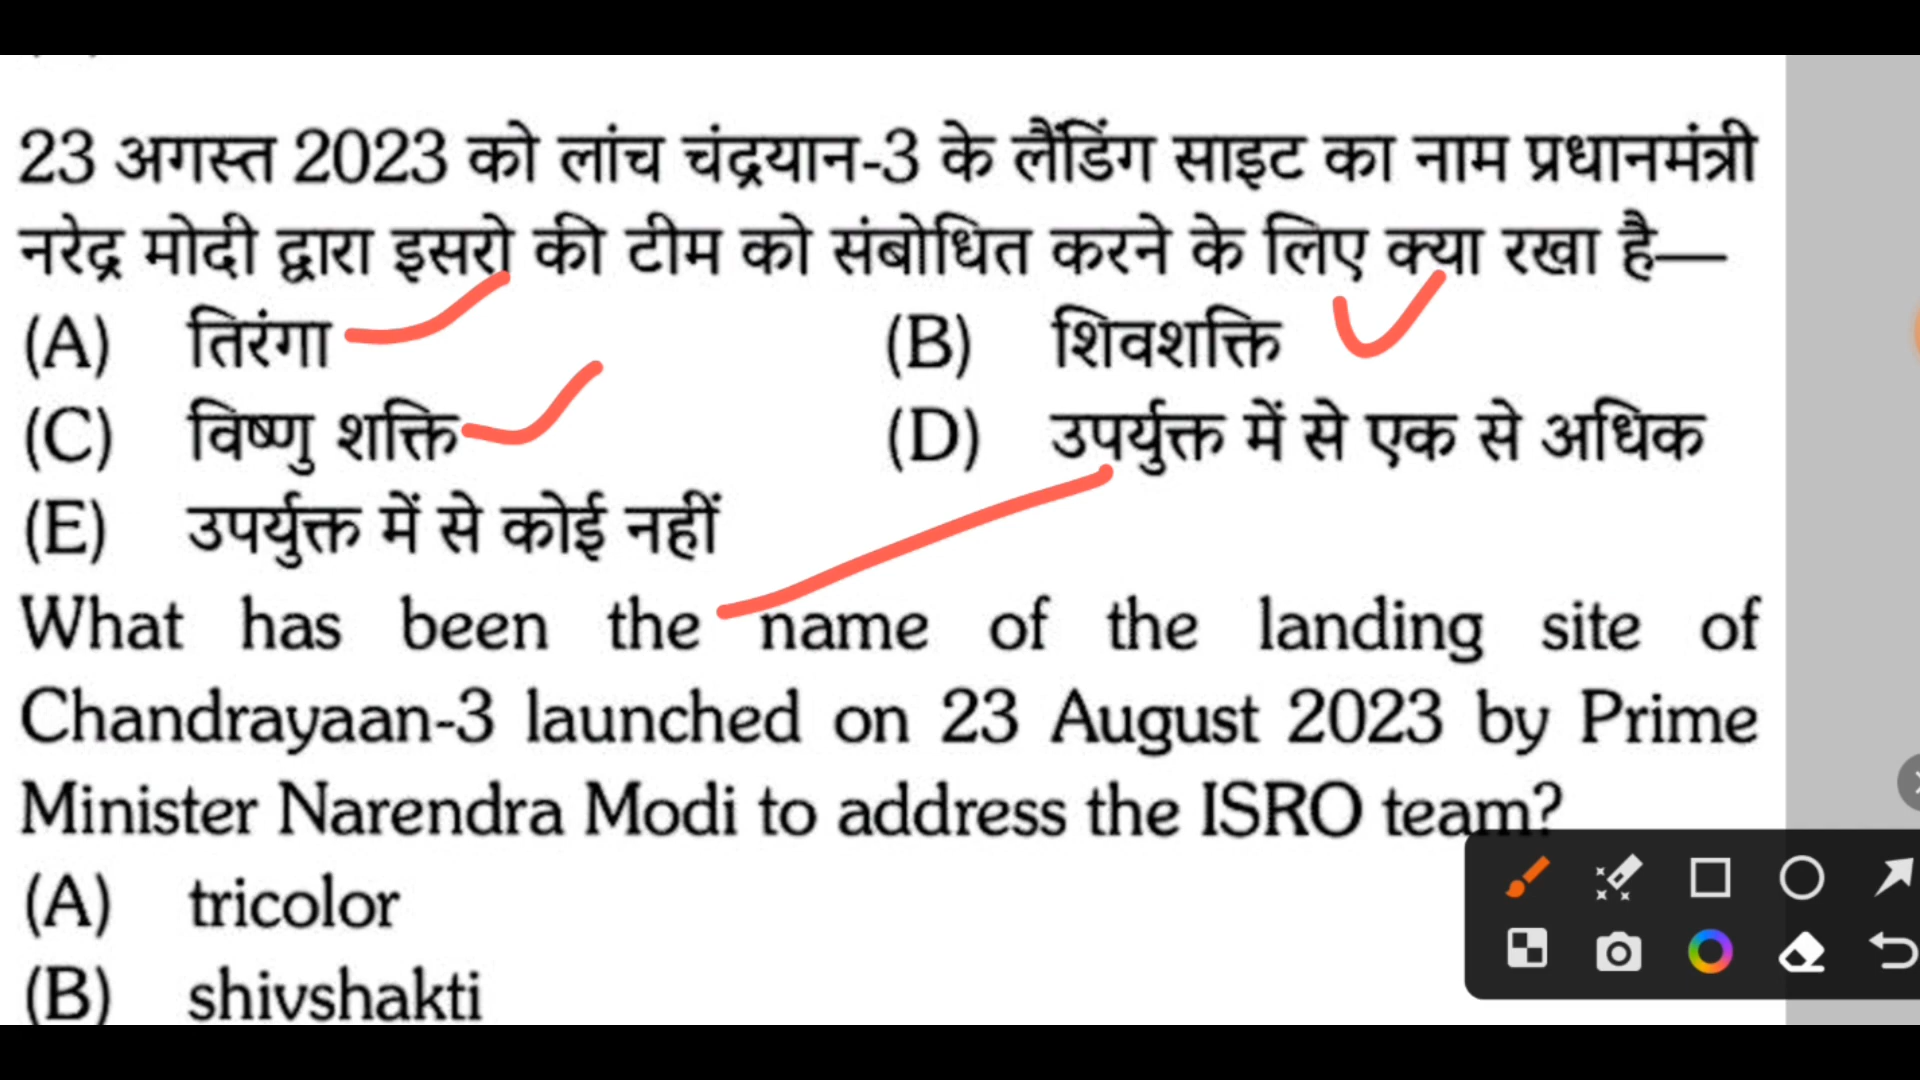 23 अगस्त 2023 को लांच चंद्रयान-3 के लैंडिंग साइट का नाम प्रधानमंत्री
नरेद्र मोदी द्वारा इसरो की टीम को संबोधित करने के लिए क्या रखा है—
(A) तिरंगा (B) शिवशक्ति
(C) विष्णु शक्ति (D) उपर्युक्त में से एक से अधिक
(E) उपर्युक्त में से कोई नहीं
What has been the name of the landing site of
Chandrayaan-3 launched on 23 August 2023 by Prime
Minister Narendra Modi to address the ISRO team?
(A) tricolor
(B) shivshakti